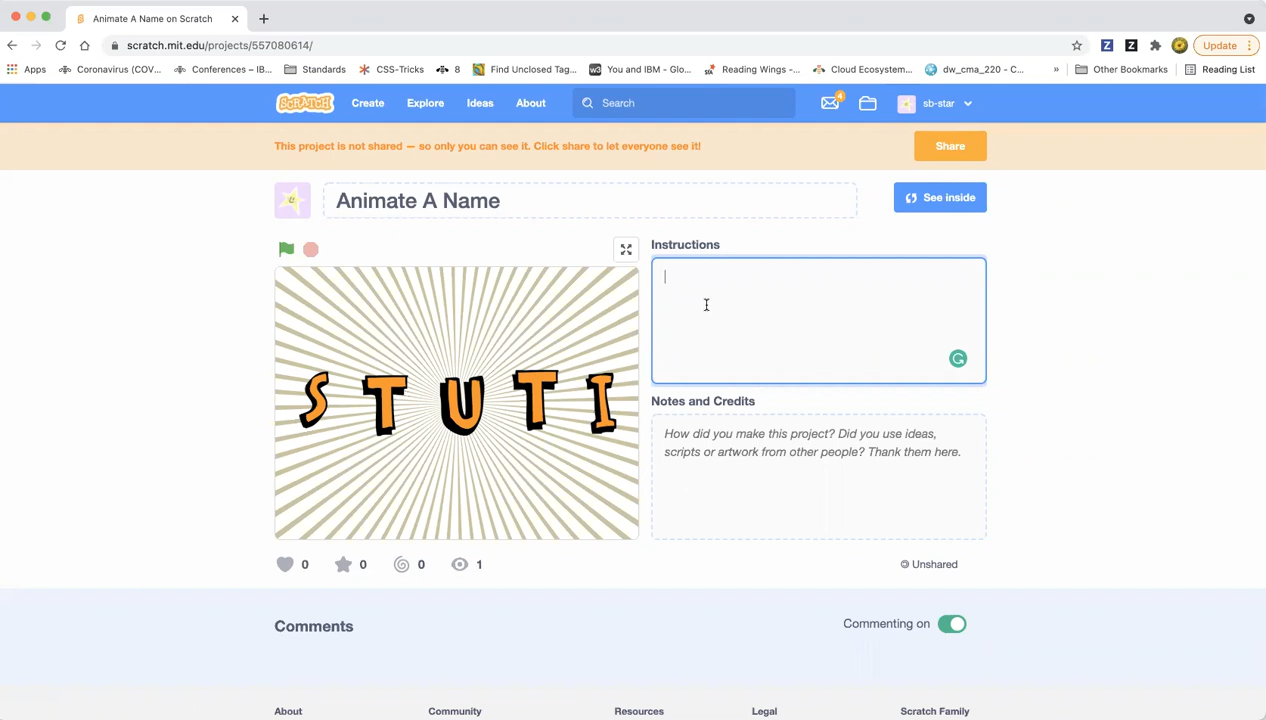 Animate A Name on Scratch
scratch.mit.edu/projects/557080614/
Update
Apps
Coronavirus (COV...
Conferences – IB...
Standards
CSS-Tricks
8
Find Unclosed Tag...
You and IBM - Glo...
Reading Wings -...
Cloud Ecosystem...
dw_cma_220 - C...
»
Other Bookmarks
Reading List
SCRATCH
Create
Explore
Ideas
About
Search
4
sb-star
This project is not shared — so only you can see it. Click share to let everyone see it!
Share
Animate A Name
See inside
Instructions
S T U T I
Notes and Credits
How did you make this project? Did you use ideas,
scripts or artwork from other people? Thank them here.
0
0
0
1
Unshared
Comments
Commenting on
About
Community
Resources
Legal
Scratch Family